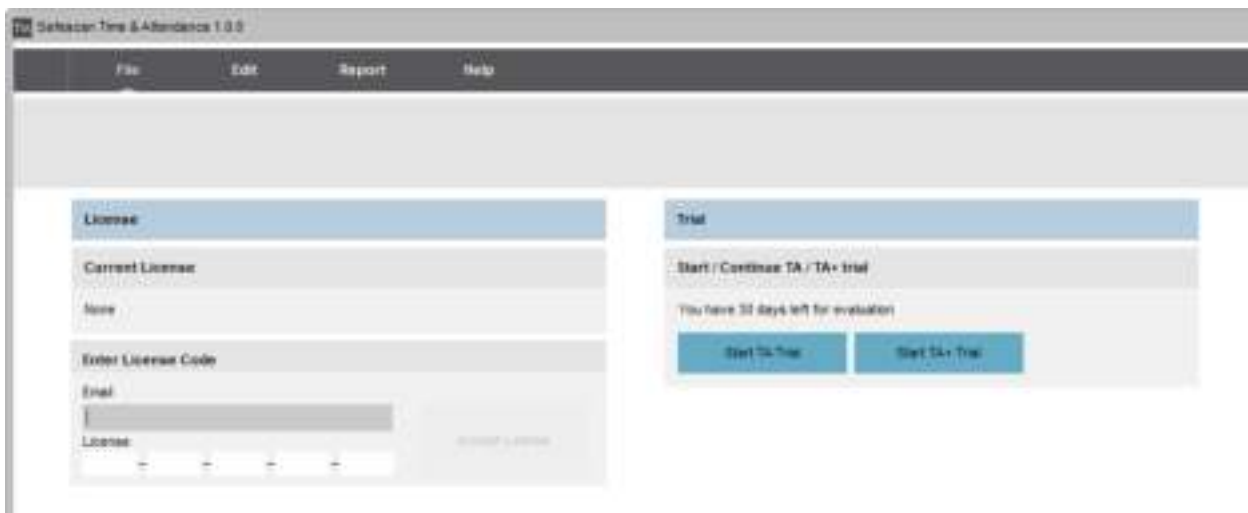 TA Safescan Time & Attendance 1.0.0
File Edit Report Help
License
Current License
None
Enter License Code
Email
License
- - - -
Trial
Start / Continue TA / TA+ trial
You have 30 days left for evaluation
Start TA Trial Start TA+ Trial